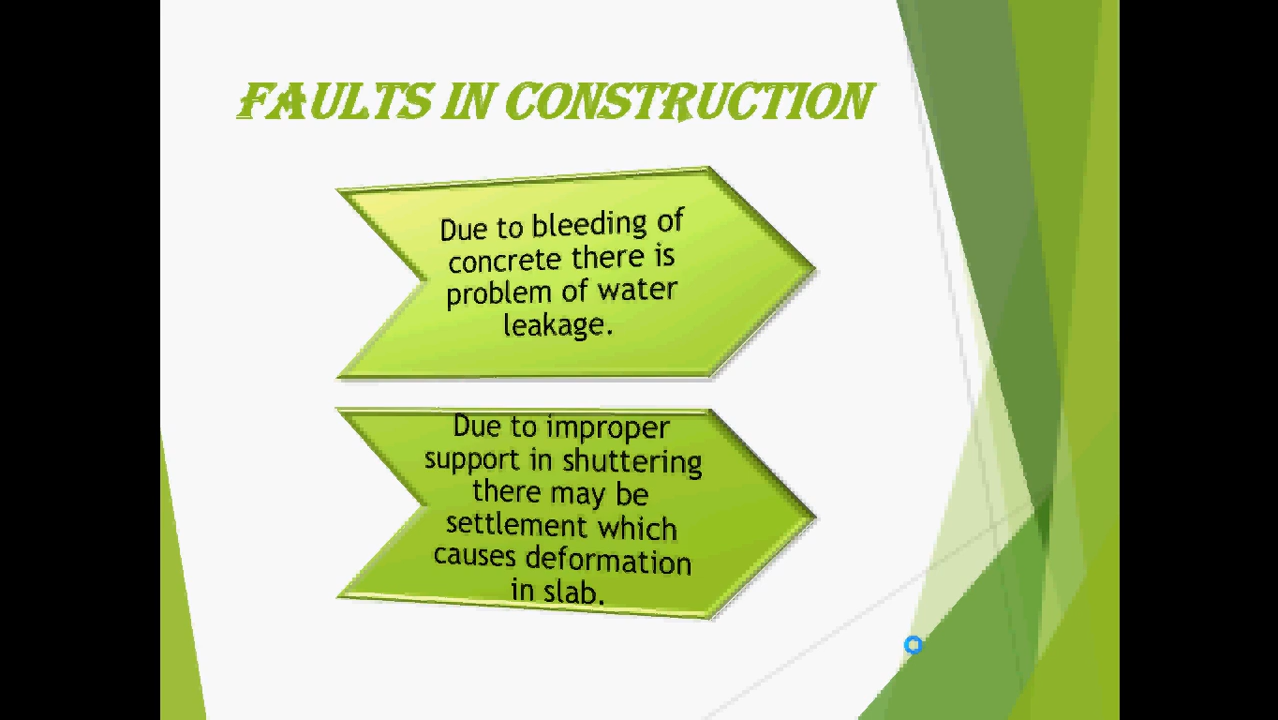 FAULTS IN CONSTRUCTION
Due to bleeding of
concrete there is
problem of water
leakage.
Due to improper
support in shuttering
there may be
settlement which
causes deformation
in slab.